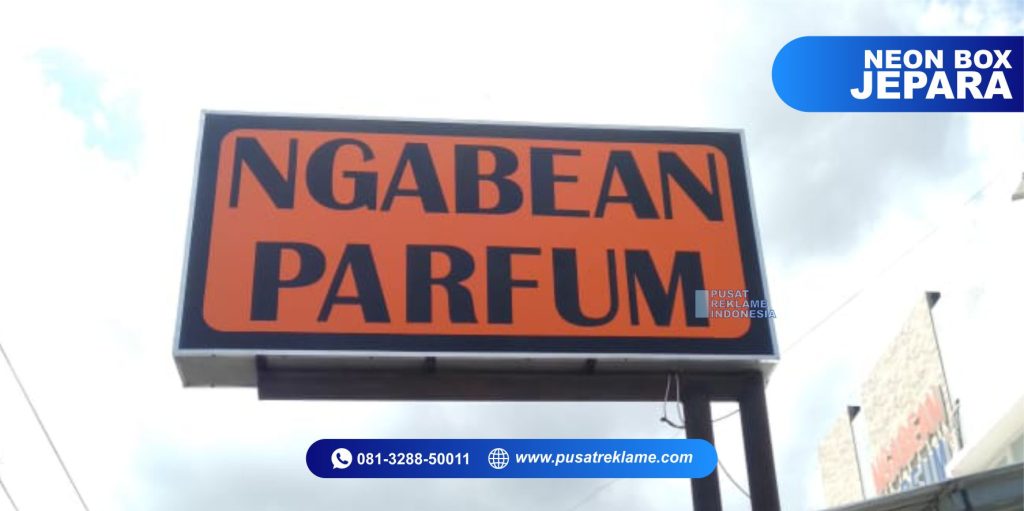 NEON BOX
JEPARA
NGABEAN
PARFUM
PUSAT
REKLAME
INDONESIA
081-3288-50011
www.pusatreklame.com